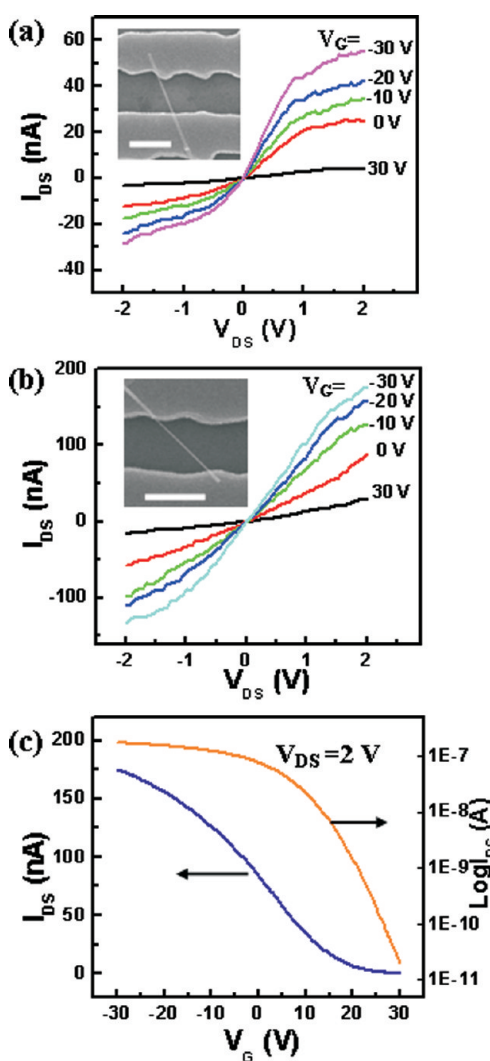 (a)
60
40
20
0
-20
-40
I_DS (nA)
V_G=
-30 V
-20 V
-10 V
0 V
30 V
-2
-1
0
1
2
V_DS (V)
(b)
200
100
0
-100
I_DS (nA)
V_G=
-30 V
-20 V
-10 V
0 V
30 V
-2
-1
0
1
2
V_DS (V)
(c)
200
150
100
50
0
I_DS (nA)
V_DS=2 V
1E-7
1E-8
1E-9
1E-10
1E-11
LogI_DS (A)
-30
-20
-10
0
10
20
30
V_G (V)